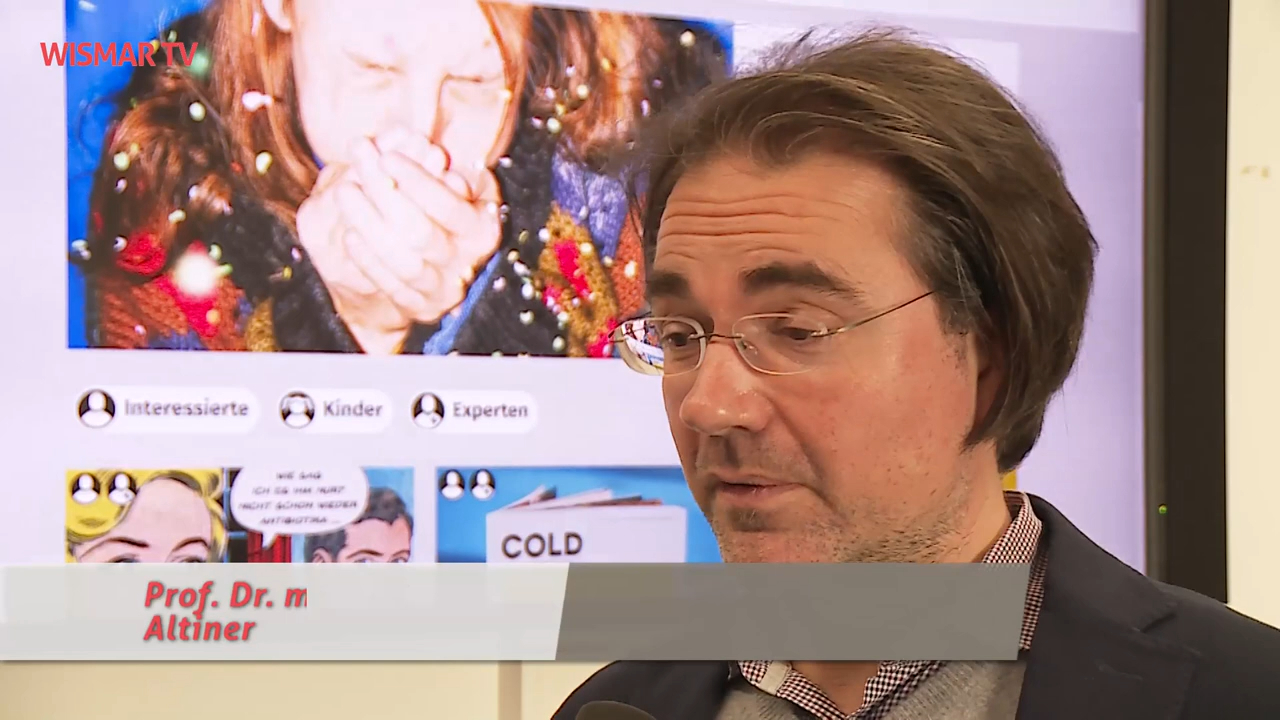 WISMAR TV
Interessierte
Kinder
Experten
WIE SAG
ICH ES IHM NUR?
NICHT SCHON WIEDER
ANTIBIOTIKA...
COLD
Prof. Dr. m
Altiner